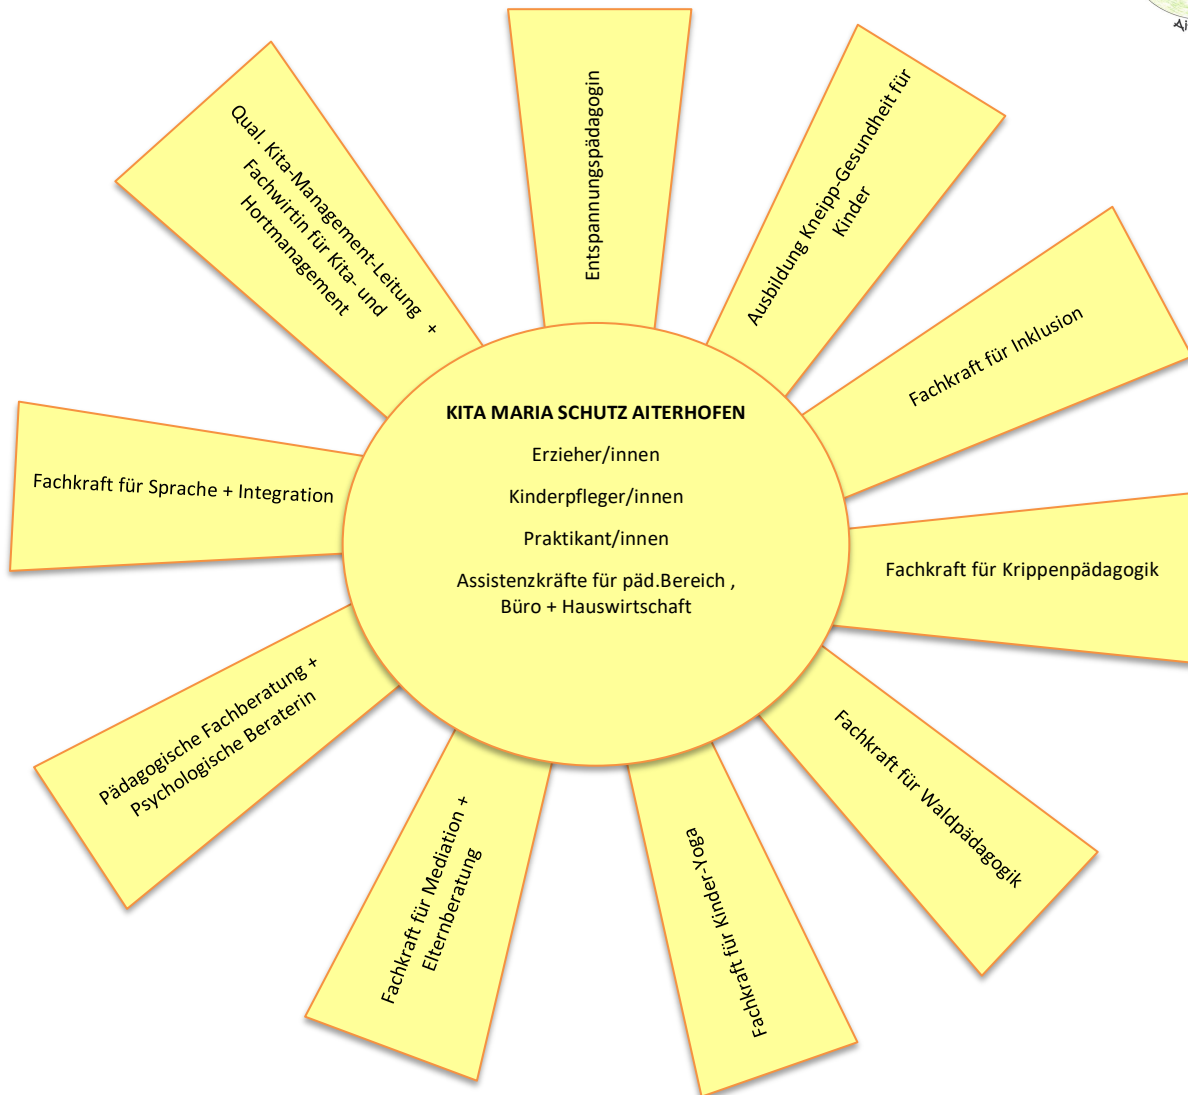 Entspannungspädagogin
Ausbildung Kneipp-Gesundheit für
Kinder
Fachkraft für Inklusion
Fachkraft für Krippenpädagogik
Fachkraft für Waldpädagogik
Fachkraft für Kinder-Yoga
Fachkraft für Mediation +
Elternberatung
Pädagogische Fachberatung +
Psychologische Beraterin
Fachkraft für Sprache + Integration
Qual. Kita-Management-Leitung +
Fachwirtin für Kita- und
Hortmanagement
KITA MARIA SCHUTZ AITERHOFEN
Erzieher/innen
Kinderpfleger/innen
Praktikant/innen
Assistenzkräfte für päd.Bereich ,
Büro + Hauswirtschaft